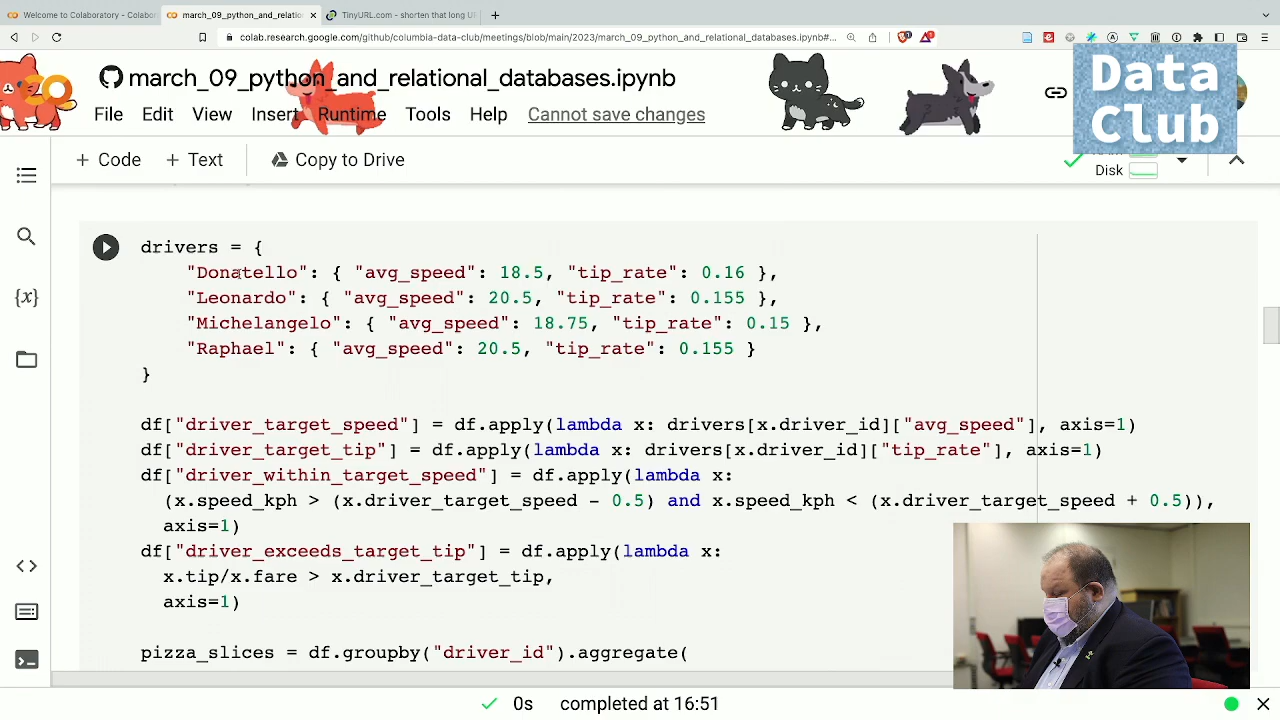 Welcome to Colaboratory - Colabor
march_09_python_and_relation
TinyURL.com - shorten that long U
colab.research.google.com/github/columbia-data-club/meetings/blob/main/2023/march_09_python_and_relational_databases.ipynb#...
march_09_python_and_relational_databases.ipynb
Data
Club
File Edit View Insert Runtime Tools Help Cannot save changes
+ Code + Text Copy to Drive
Disk
{x}
drivers = {
"Donatello": { "avg_speed": 18.5, "tip_rate": 0.16 },
"Leonardo": { "avg_speed": 20.5, "tip_rate": 0.155 },
"Michelangelo": { "avg_speed": 18.75, "tip_rate": 0.15 },
"Raphael": { "avg_speed": 20.5, "tip_rate": 0.155 }
}
df["driver_target_speed"] = df.apply(lambda x: drivers[x.driver_id]["avg_speed"], axis=1)
df["driver_target_tip"] = df.apply(lambda x: drivers[x.driver_id]["tip_rate"], axis=1)
df["driver_within_target_speed"] = df.apply(lambda x:
(x.speed_kph > (x.driver_target_speed - 0.5) and x.speed_kph < (x.driver_target_speed + 0.5)),
axis=1)
df["driver_exceeds_target_tip"] = df.apply(lambda x:
x.tip/x.fare > x.driver_target_tip,
axis=1)
pizza_slices = df.groupby("driver_id").aggregate(
0s completed at 16:51